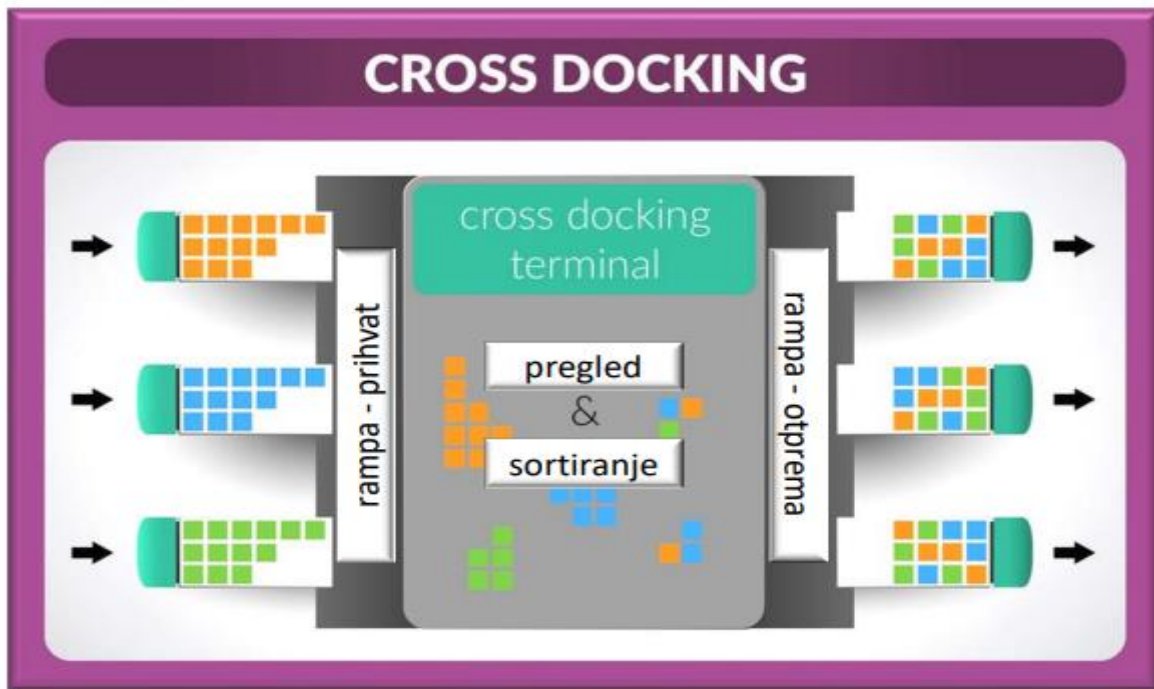 CROSS DOCKING
cross docking
terminal
rampa - prihvat
pregled
&
sortiranje
rampa - otprema